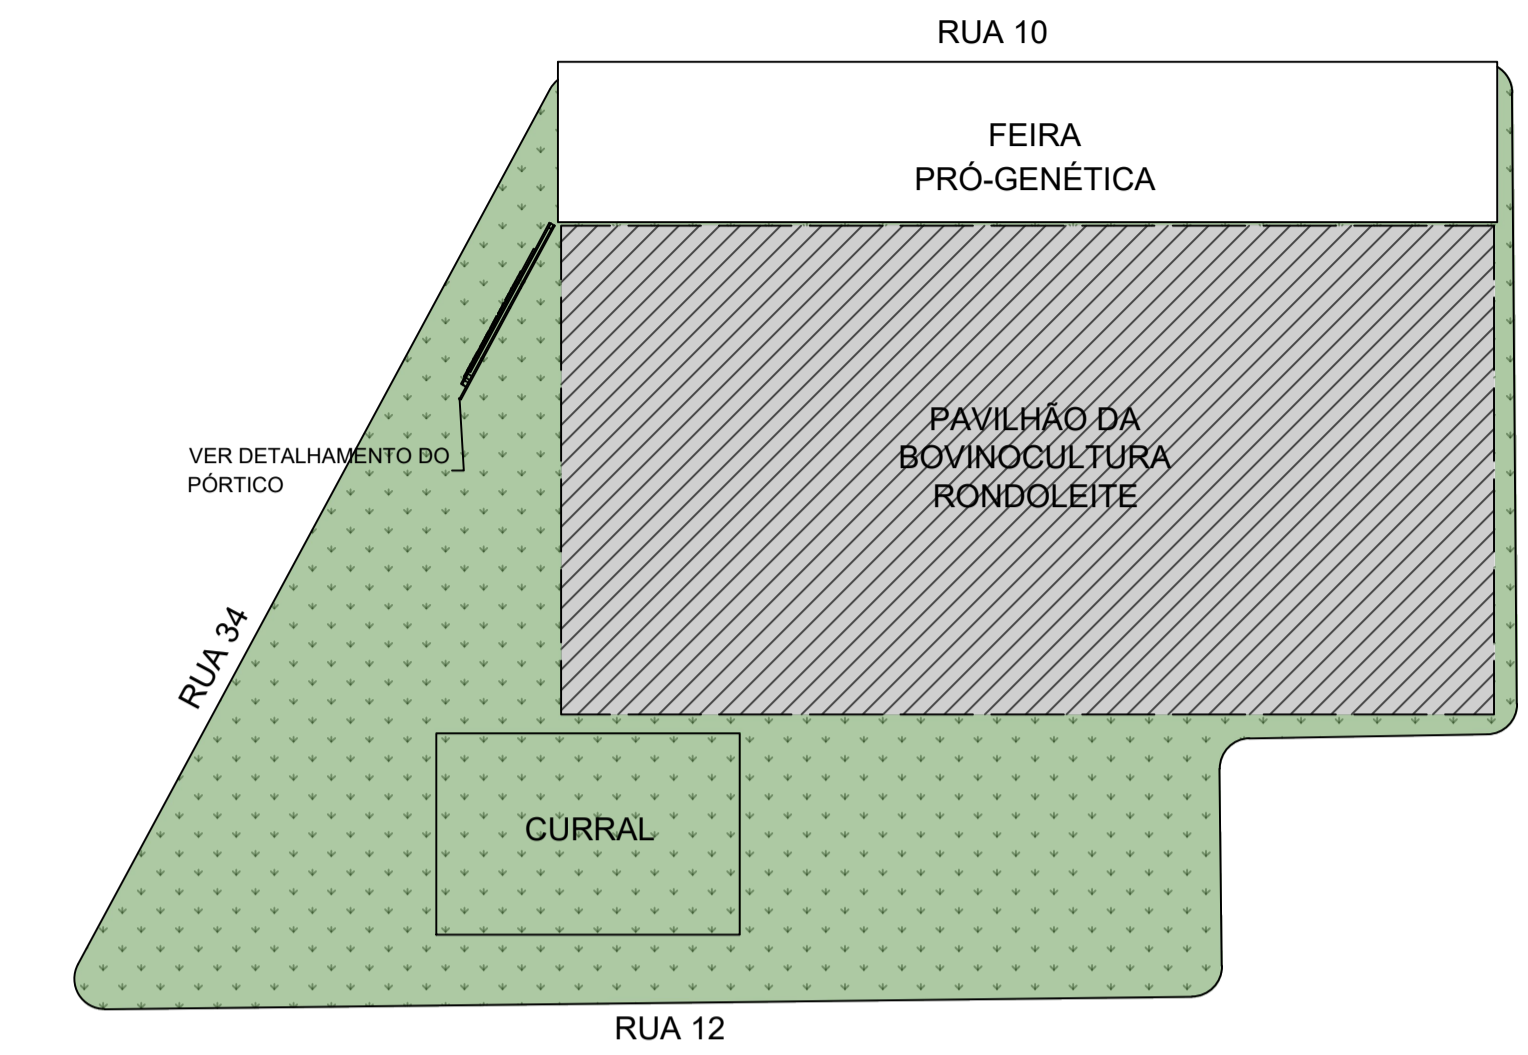 RUA 10
FEIRA
PRÓ-GENÉTICA
PAVILHÃO DA
BOVINOCULTURA
RONDOLEITE
VER DETALHAMENTO DO
PÓRTICO
RUA 34
CURRAL
RUA 12